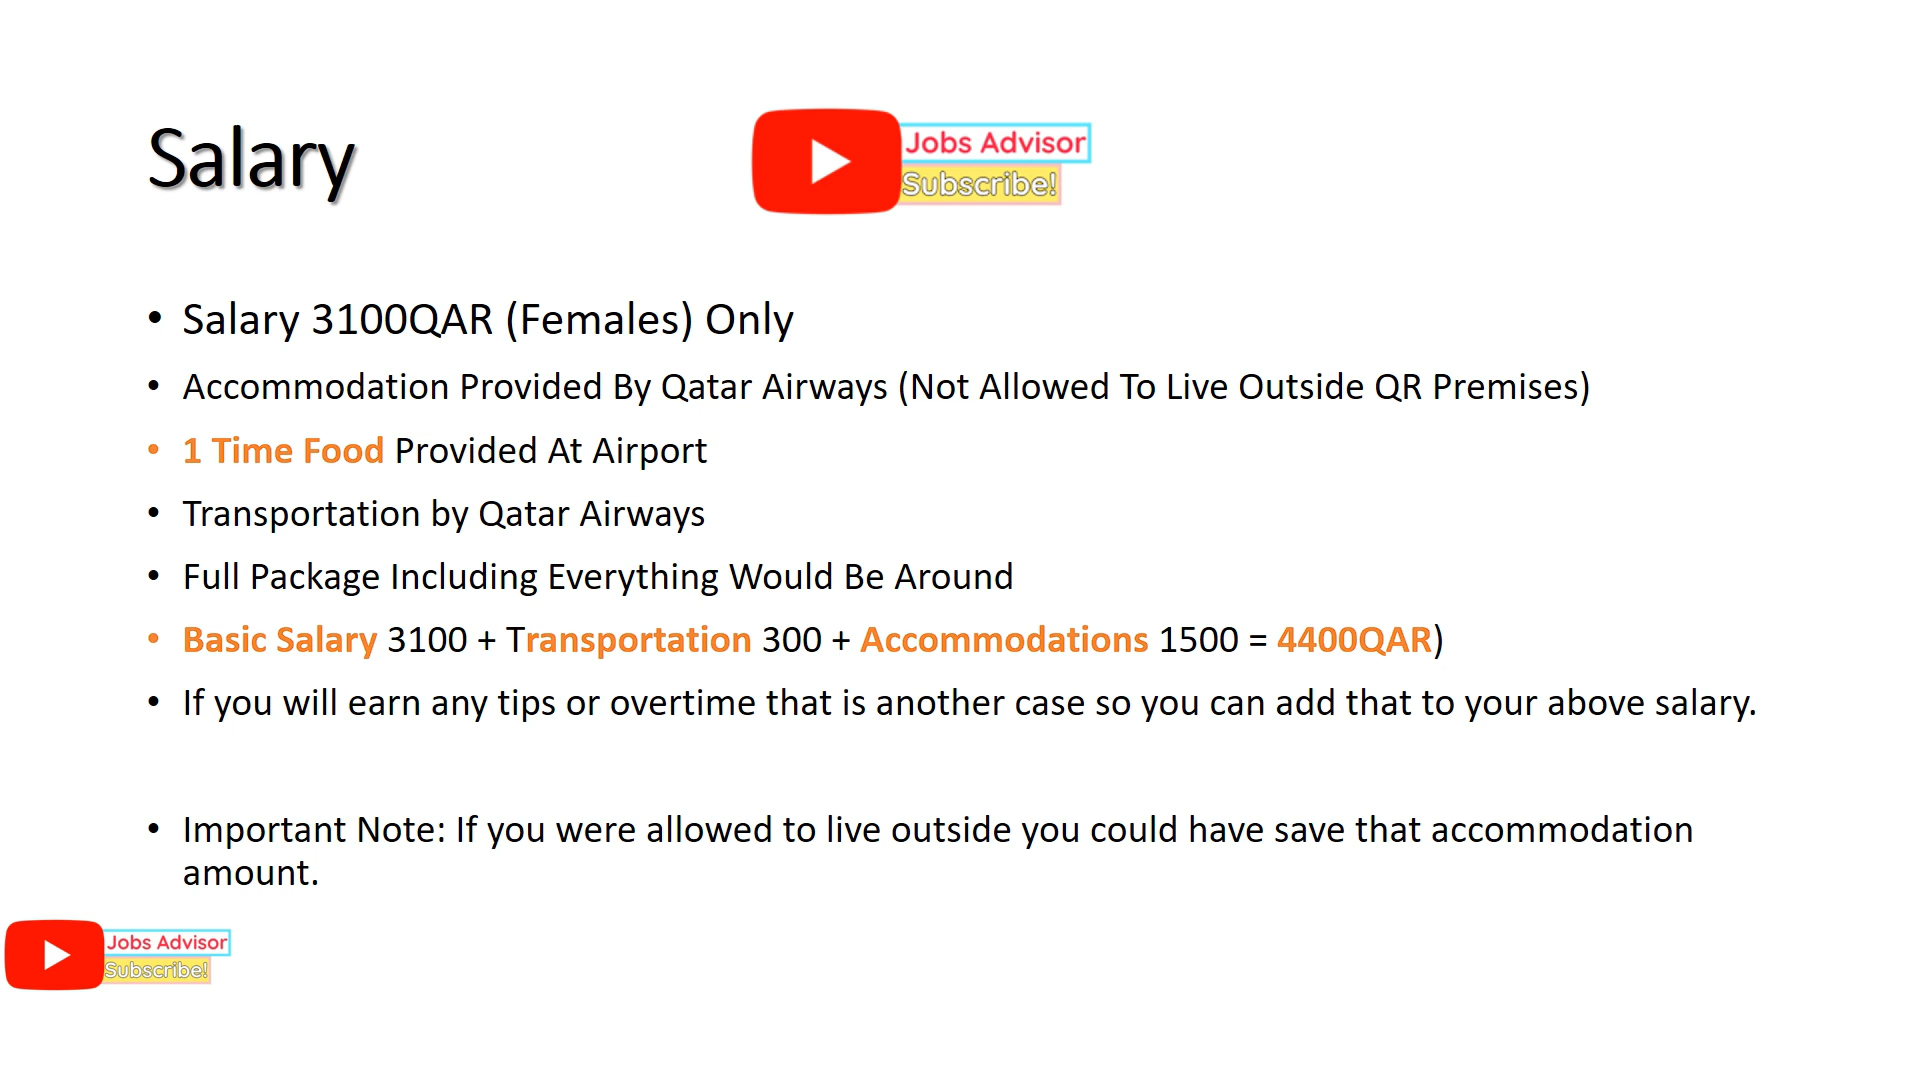 Salary
Jobs Advisor
Subscribe!
• Salary 3100QAR (Females) Only
• Accommodation Provided By Qatar Airways (Not Allowed To Live Outside QR Premises)
• 1 Time Food Provided At Airport
• Transportation by Qatar Airways
• Full Package Including Everything Would Be Around
• Basic Salary 3100 + Transportation 300 + Accommodations 1500 = 4400QAR)
• If you will earn any tips or overtime that is another case so you can add that to your above salary.
• Important Note: If you were allowed to live outside you could have save that accommodation
amount.
Jobs Advisor
Subscribe!